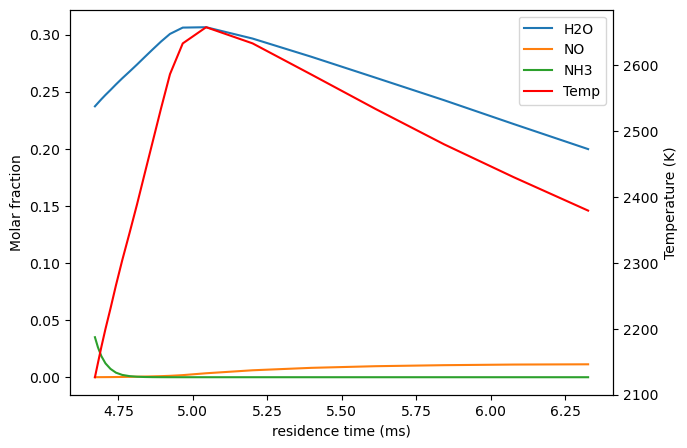 H2O
NO
NH3
Temp
0.30
0.25
0.20
0.15
0.10
0.05
0.00
Molar fraction
2600
2500
2400
2300
2200
2100
Temperature (K)
4.75
5.00
5.25
5.50
5.75
6.00
6.25
residence time (ms)